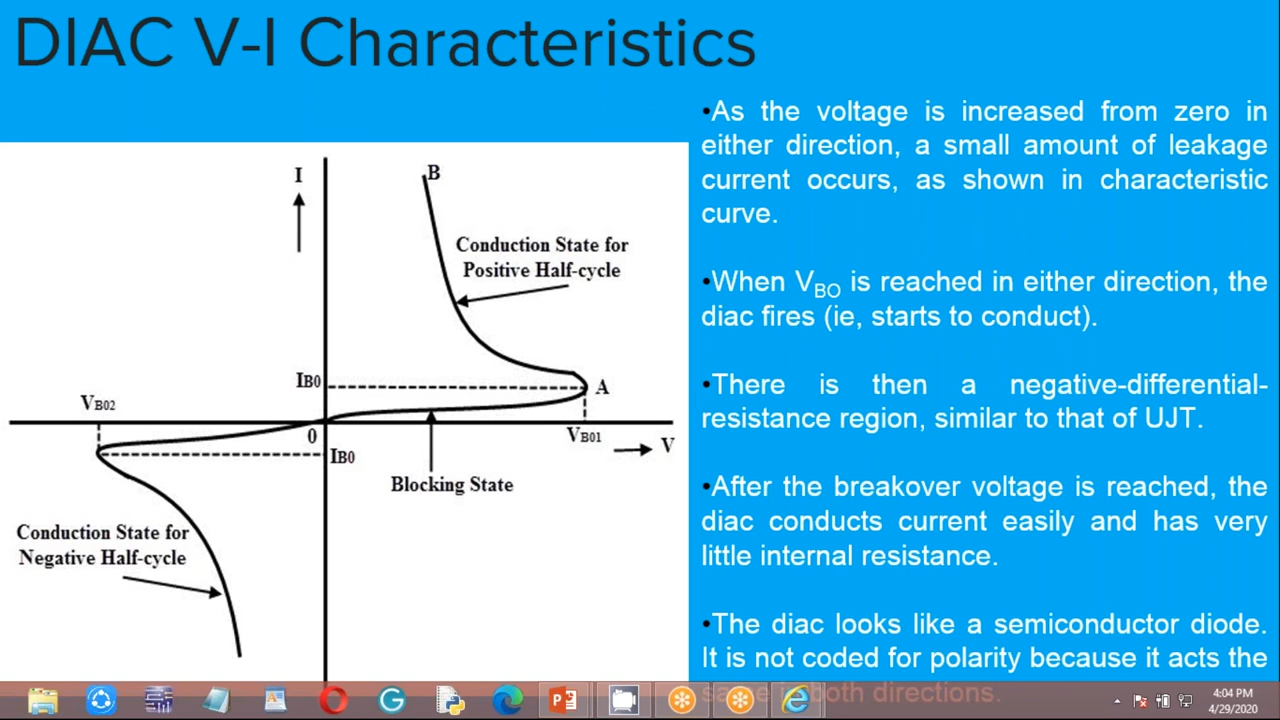 DIAC V-I Characteristics
•As the voltage is increased from zero in
either direction, a small amount of leakage
current occurs, as shown in characteristic
curve.
•When VBO is reached in either direction, the
diac fires (ie, starts to conduct).
•There is then a negative-differential-
resistance region, similar to that of UJT.
•After the breakover voltage is reached, the
diac conducts current easily and has very
little internal resistance.
•The diac looks like a semiconductor diode.
It is not coded for polarity because it acts the
same in both directions.
I
B
Conduction State for
Positive Half-cycle
IB0
A
VB02
0
VB01
V
IB0
Blocking State
Conduction State for
Negative Half-cycle
4:04 PM
4/29/2020